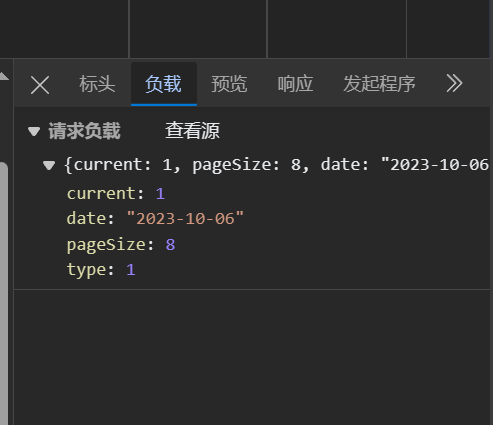 标头 负载 预览 响应 发起程序
请求负载 查看源
{current: 1, pageSize: 8, date: "2023-10-06
current: 1
date: "2023-10-06"
pageSize: 8
type: 1